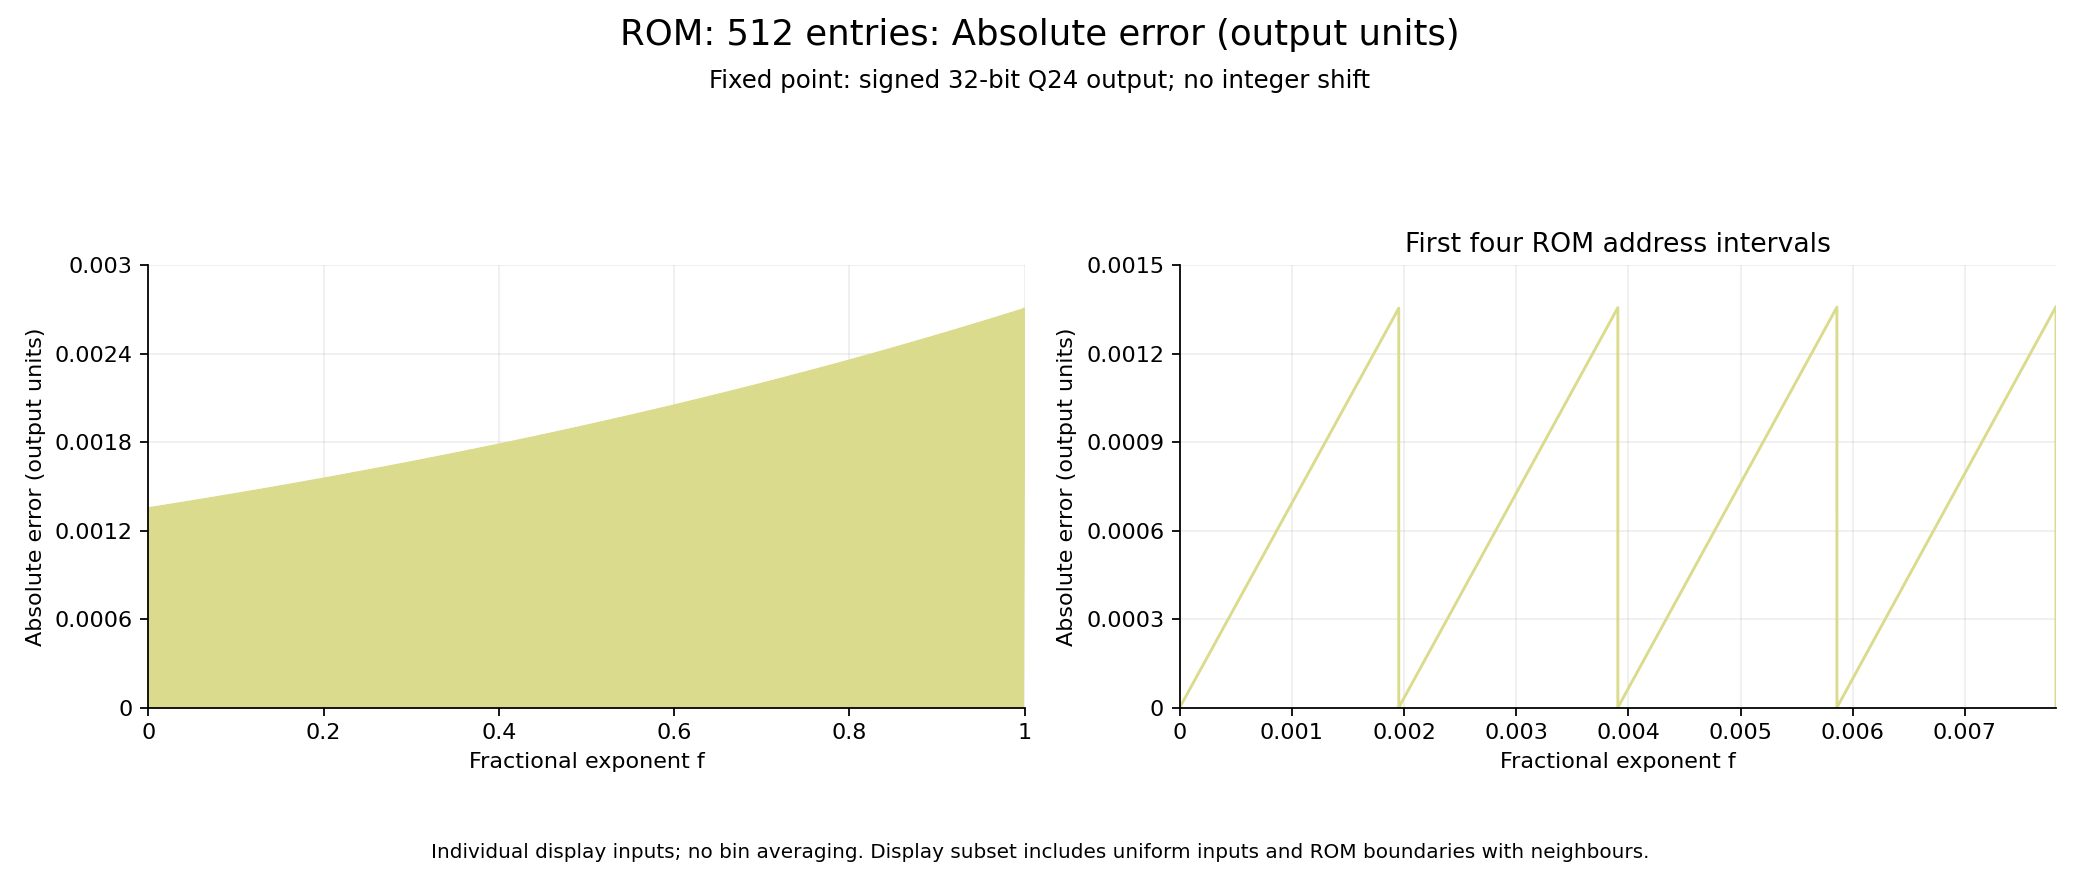 ROM: 512 entries: Absolute error (output units)
Fixed point: signed 32-bit Q24 output; no integer shift
Absolute error (output units)
0.003
0.0024
0.0018
0.0012
0.0006
0
0 0.2 0.4 0.6 0.8 1
Fractional exponent f
First four ROM address intervals
Absolute error (output units)
0.0015
0.0012
0.0009
0.0006
0.0003
0
0 0.001 0.002 0.003 0.004 0.005 0.006 0.007
Fractional exponent f
Individual display inputs; no bin averaging. Display subset includes uniform inputs and ROM boundaries with neighbours.